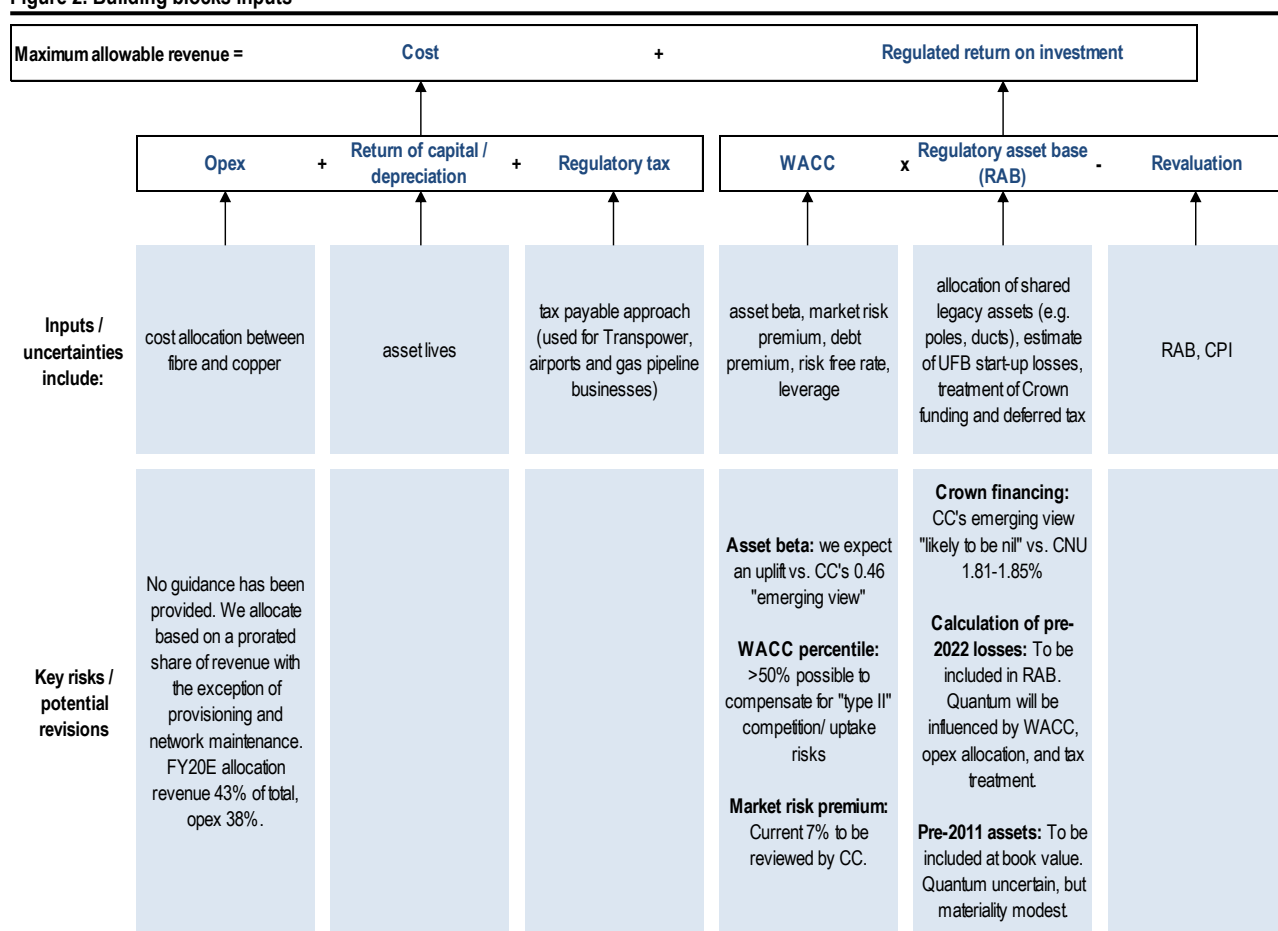 Figure 2: Building blocks inputs
Maximum allowable revenue = Cost + Regulated return on investment
Opex + Return of capital / depreciation + Regulatory tax
WACC x Regulatory asset base (RAB) - Revaluation
Inputs /
uncertainties
include:
cost allocation between
fibre and copper
asset lives
tax payable approach
(used for Transpower,
airports and gas pipeline
businesses)
asset beta, market risk
premium, debt
premium, risk free rate,
leverage
allocation of shared
legacy assets (e.g.
poles, ducts), estimate
of UFB start-up losses,
treatment of Crown
funding and deferred tax
RAB, CPI
Key risks /
potential
revisions
No guidance has been
provided. We allocate
based on a prorated
share of revenue with
the exception of
provisioning and
network maintenance.
FY20E allocation
revenue 43% of total,
opex 38%.
Asset beta: we expect
an uplift vs. CC's 0.46
"emerging view"
WACC percentile:
>50% possible to
compensate for "type II"
competition/ uptake
risks
Market risk premium:
Current 7% to be
reviewed by CC.
Crown financing:
CC's emerging view
"likely to be nil" vs. CNU
1.81-1.85%
Calculation of pre-
2022 losses: To be
included in RAB.
Quantum will be
influenced by WACC,
opex allocation, and tax
treatment.
Pre-2011 assets: To be
included at book value.
Quantum uncertain, but
materiality modest.